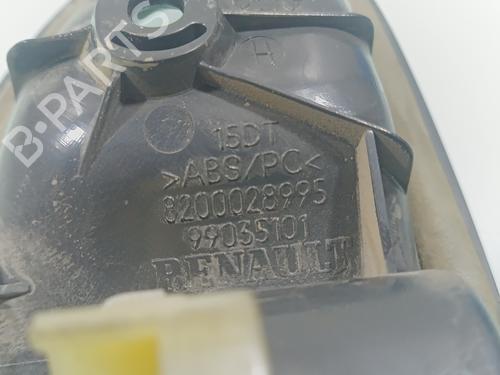 B-PARTS
15DT
>ABS/PC<
8200028995
99035101
RENAULT